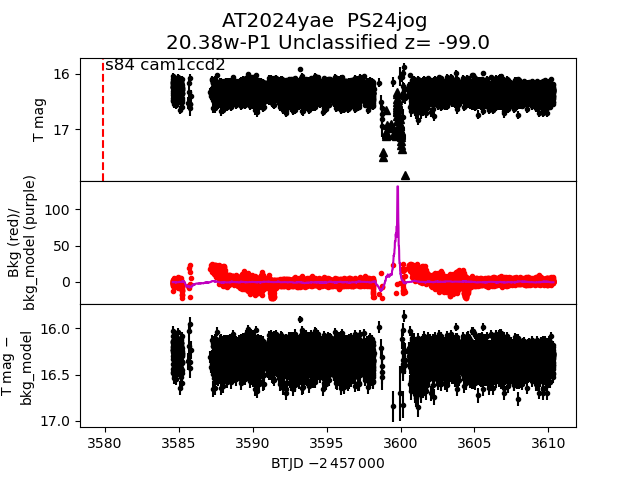 AT2024yae  PS24jog
20.38w-P1 Unclassified z= -99.0
s84 cam1ccd2
T mag
16
17
Bkg (red)/
bkg_model (purple)
100
50
0
T mag −
bkg_model
16.0
16.5
17.0
3580 3585 3590 3595 3600 3605 3610
BTJD −2 457 000